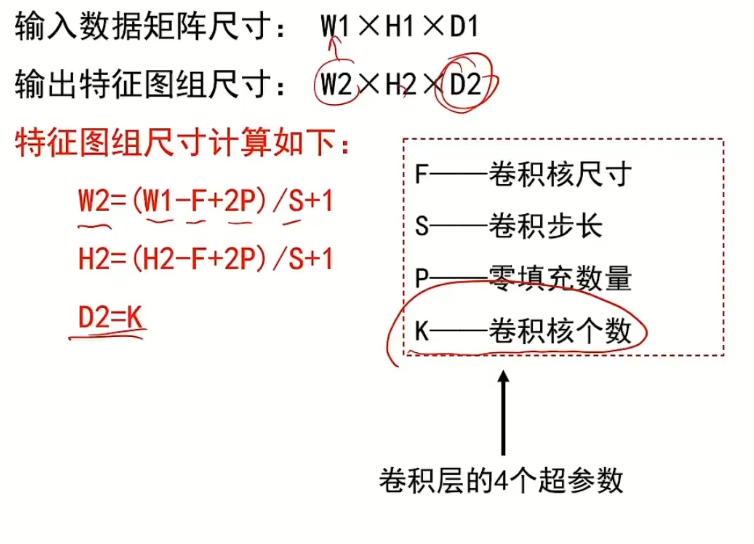 输入数据矩阵尺寸： W1×H1×D1
输出特征图组尺寸： W2×H2×D2
特征图组尺寸计算如下：
W2=(W1-F+2P)/S+1
H2=(H2-F+2P)/S+1
D2=K
F——卷积核尺寸
S——卷积步长
P——零填充数量
K——卷积核个数
卷积层的4个超参数